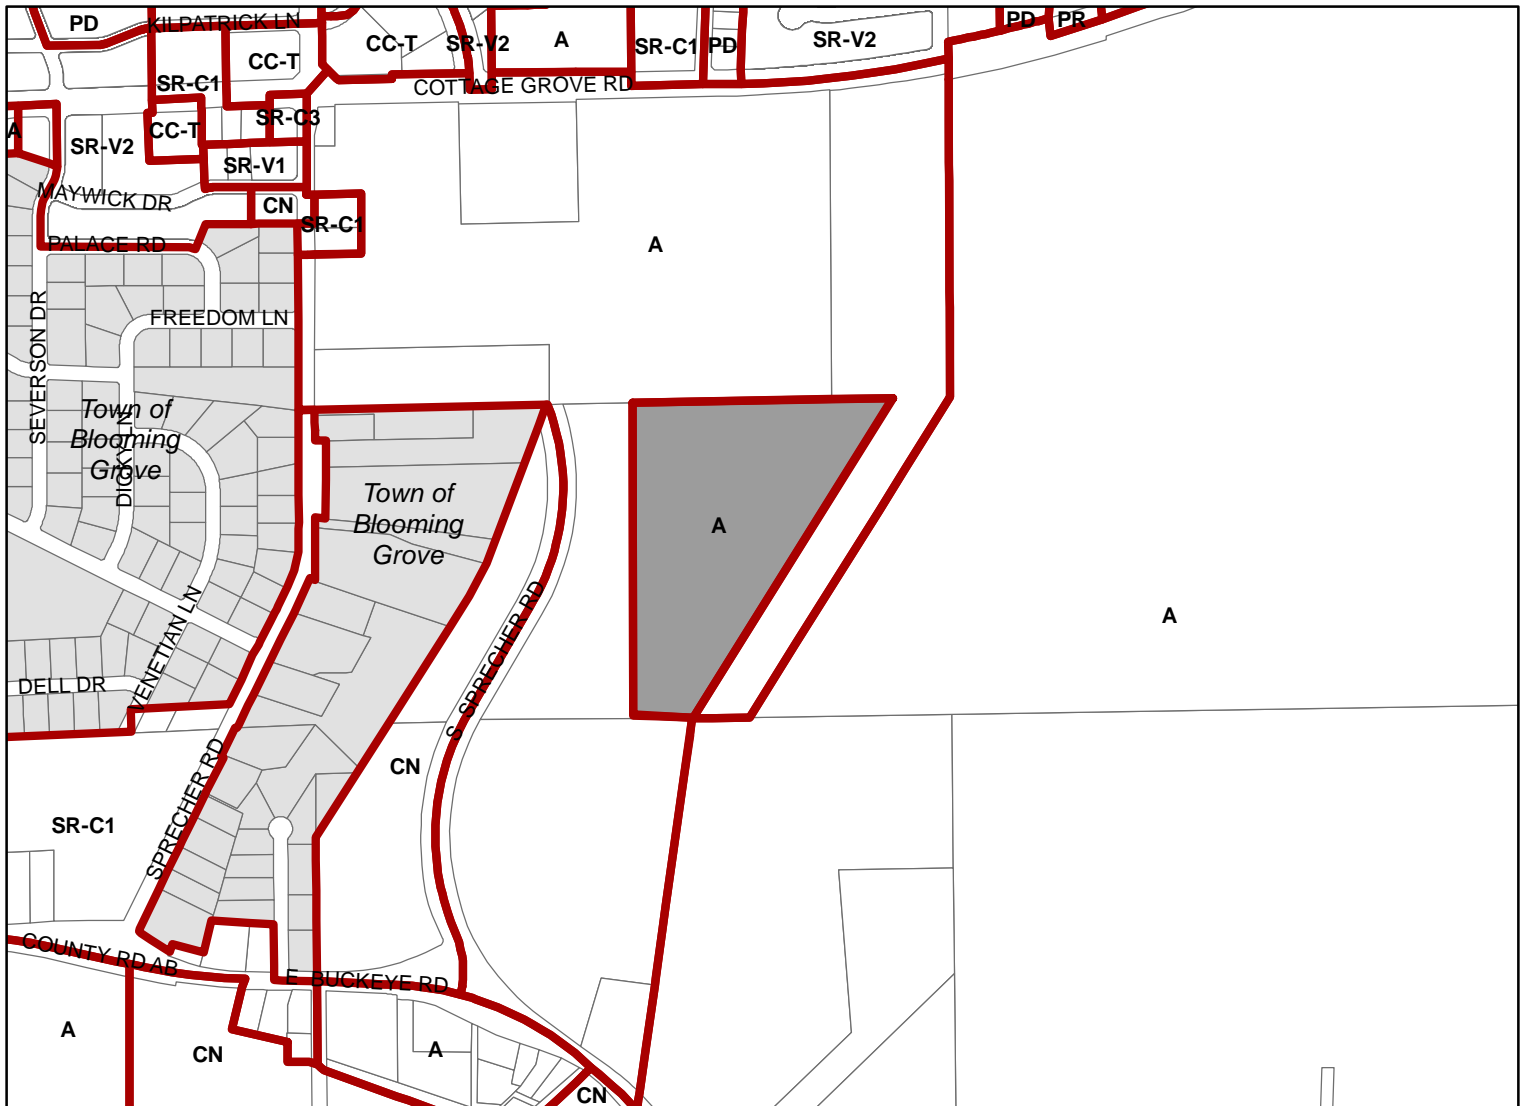 PD
KILPATRICK LN
CC-T
SR-V2
A
SR-C1
PD
SR-V2
PD
PR
CC-T
SR-C1
COTTAGE GROVE RD
A
SR-V2
CC-T
SR-C3
SR-V1
MAYWICK DR
CN
SR-C1
PALACE RD
A
SEVERSON DR
FREEDOM LN
Town of
Blooming
Grove
DICKY LN
Town of
Blooming
Grove
A
S SPRECHER RD
A
VENETIAN LN
DELL DR
SPRECHER RD
CN
SR-C1
COUNTY RD AB
E BUCKEYE RD
A
CN
A
CN